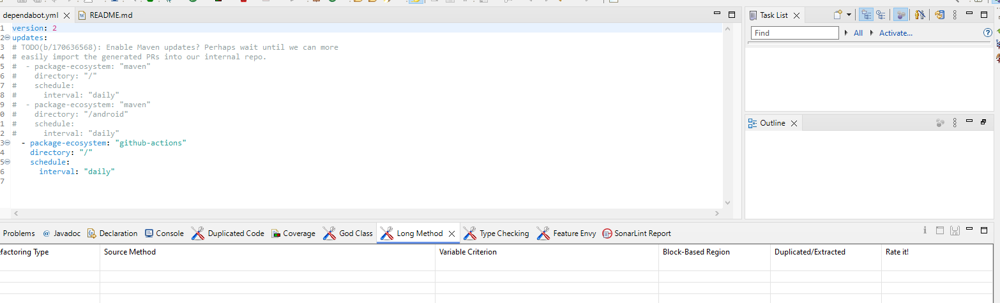 dependabot.yml README.md
1 version: 2
2 updates:
3 # TODO(b/170636568): Enable Maven updates? Perhaps wait until we can more
4 # easily import the generated PRs into our internal repo.
5 #  - package-ecosystem: "maven"
6 #    directory: "/"
7 #    schedule:
8 #      interval: "daily"
9 #  - package-ecosystem: "maven"
0 #    directory: "/android"
1 #    schedule:
2 #      interval: "daily"
3   - package-ecosystem: "github-actions"
4     directory: "/"
5     schedule:
6       interval: "daily"
7
Task List
Find All Activate...
Outline
Problems @ Javadoc Declaration Console Duplicated Code Coverage God Class Long Method Type Checking Feature Envy SonarLint Report
efactoring Type Source Method Variable Criterion Block-Based Region Duplicated/Extracted Rate it!